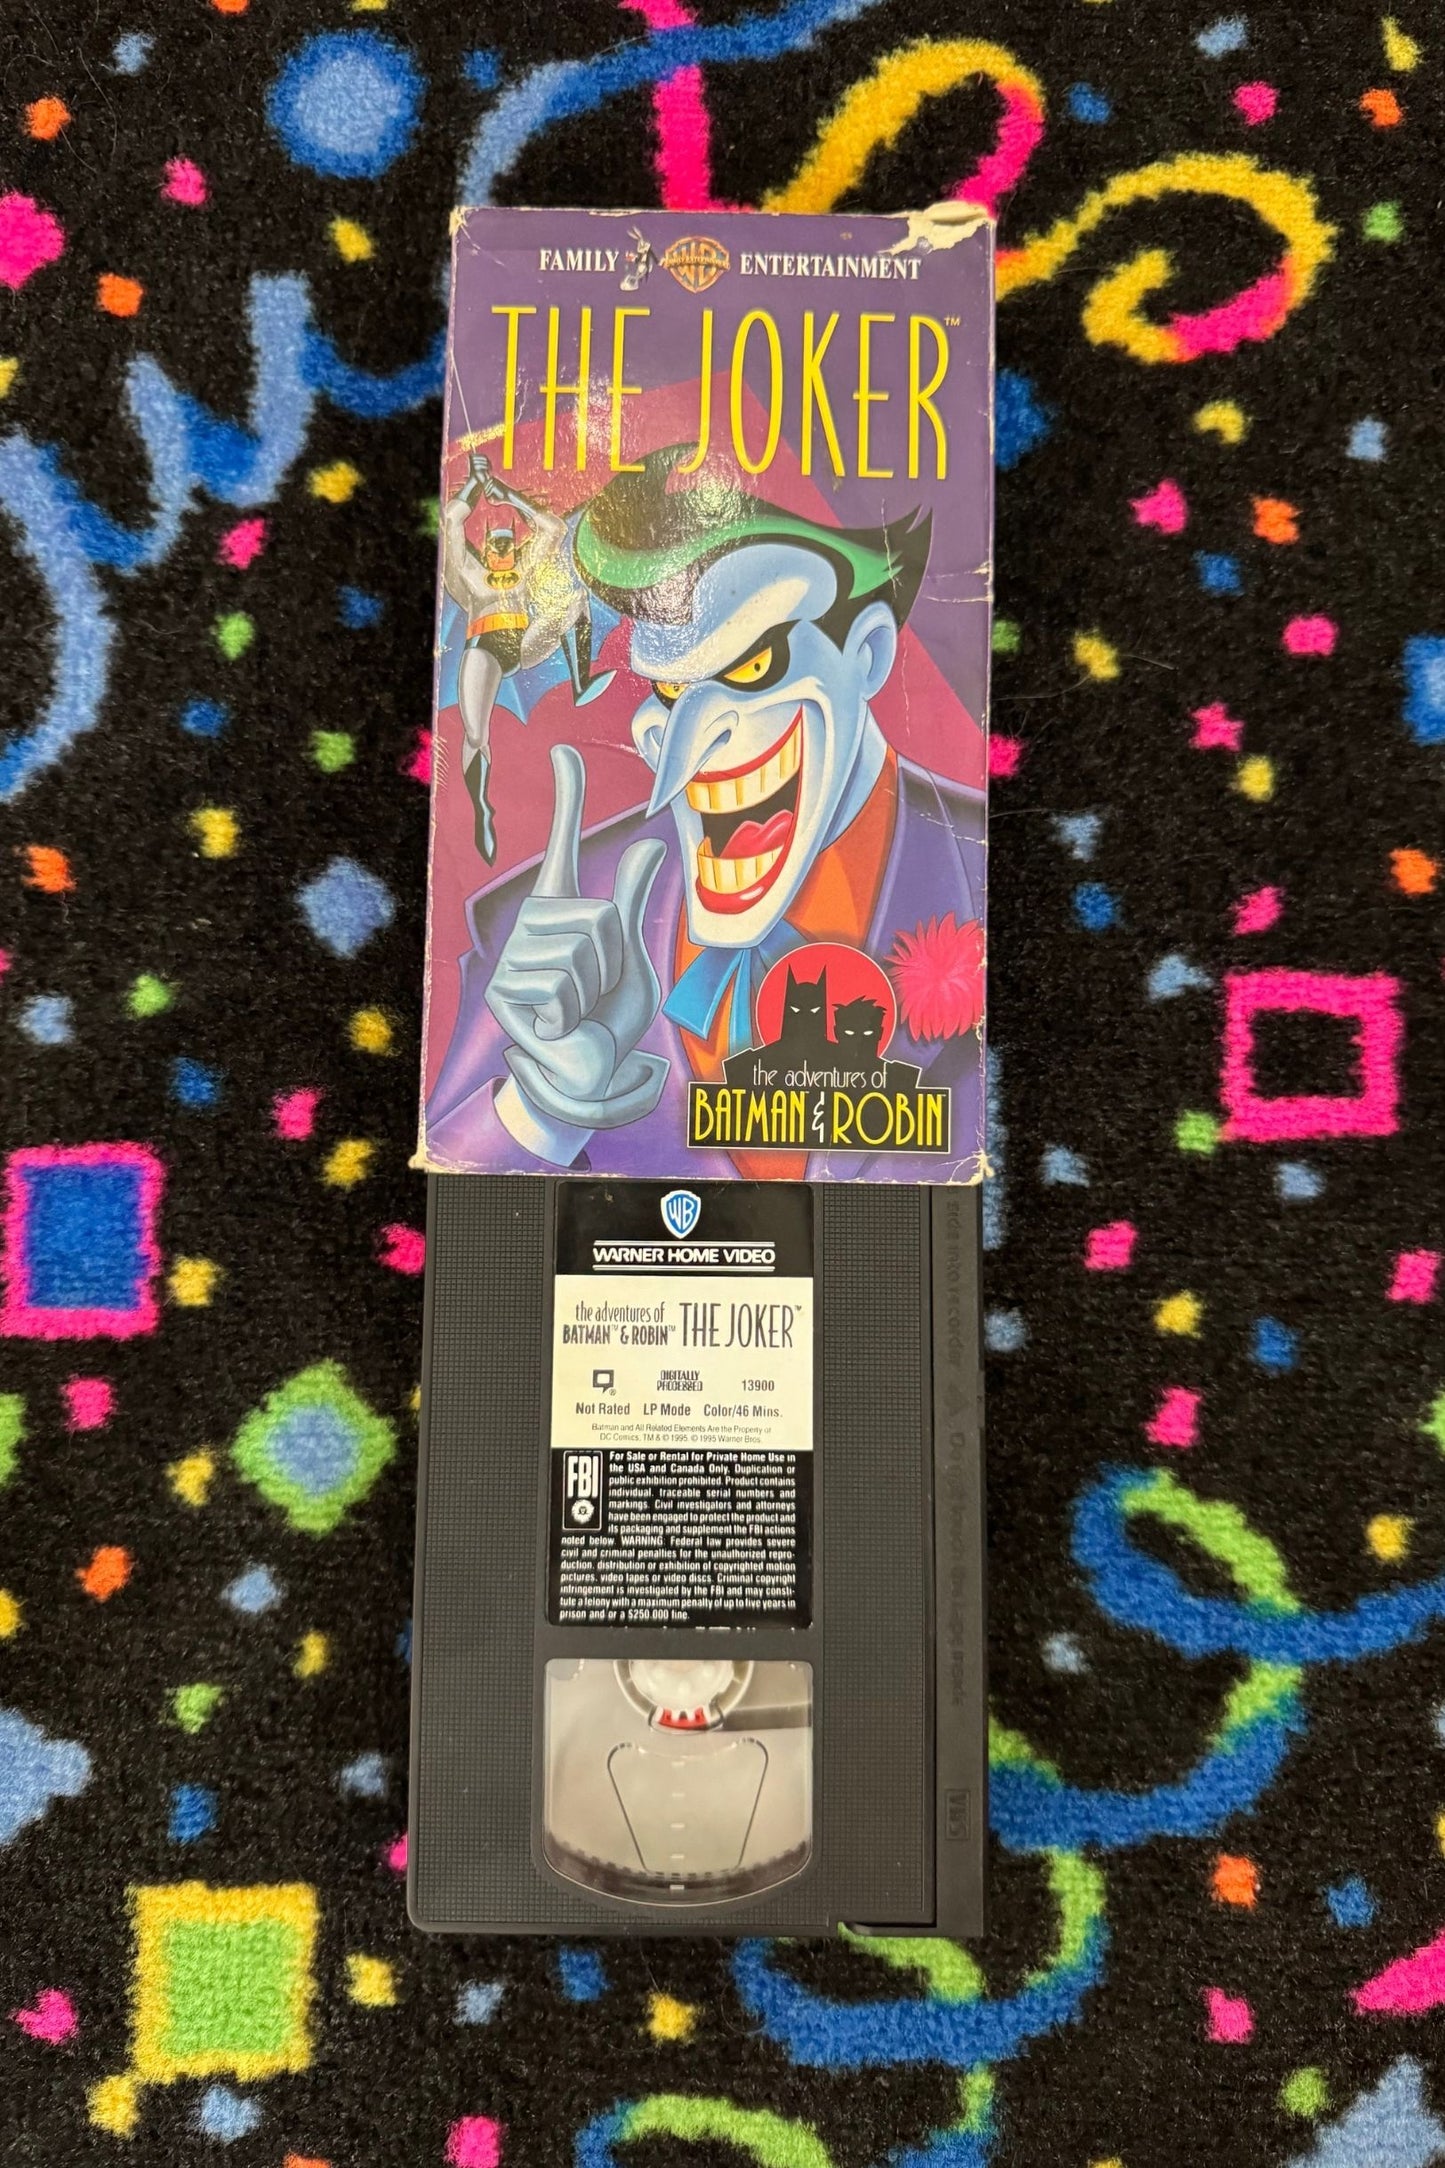 FAMILY WB ENTERTAINMENT
THE JOKER™
the adventures of
BATMAN & ROBIN
WB
WARNER HOME VIDEO
the adventures of
BATMAN™ & ROBIN™ THE JOKER™
® DIGITALLY PROCESSED 13900
Not Rated LP Mode Color/46 Mins.
Batman and All Related Elements Are the Property of
DC Comics, TM & © 1995. © 1995 Warner Bros.
FBI
For Sale or Rental for Private Home Use in
the USA and Canada Only. Duplication or
public exhibition prohibited. Product contains
individual, traceable serial numbers and
markings. Civil investigators and attorneys
have been engaged to protect the product and
its packaging and supplement the FBI actions
noted below. WARNING: Federal law provides severe
civil and criminal penalties for the unauthorized repro-
duction, distribution or exhibition of copyrighted motion
pictures, video tapes or video discs. Criminal copyright
infringement is investigated by the FBI and may consti-
tute a felony with a maximum penalty of up to five years in
prison and or a $250,000 fine.
side into recorder
VHS